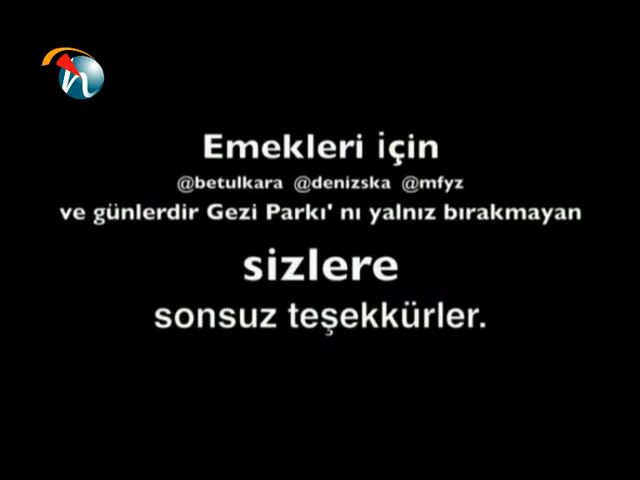 Emekleri için
@betulkara @denizska @mfyz
ve günlerdir Gezi Parkı' nı yalnız bırakmayan
sizlere
sonsuz teşekkürler.